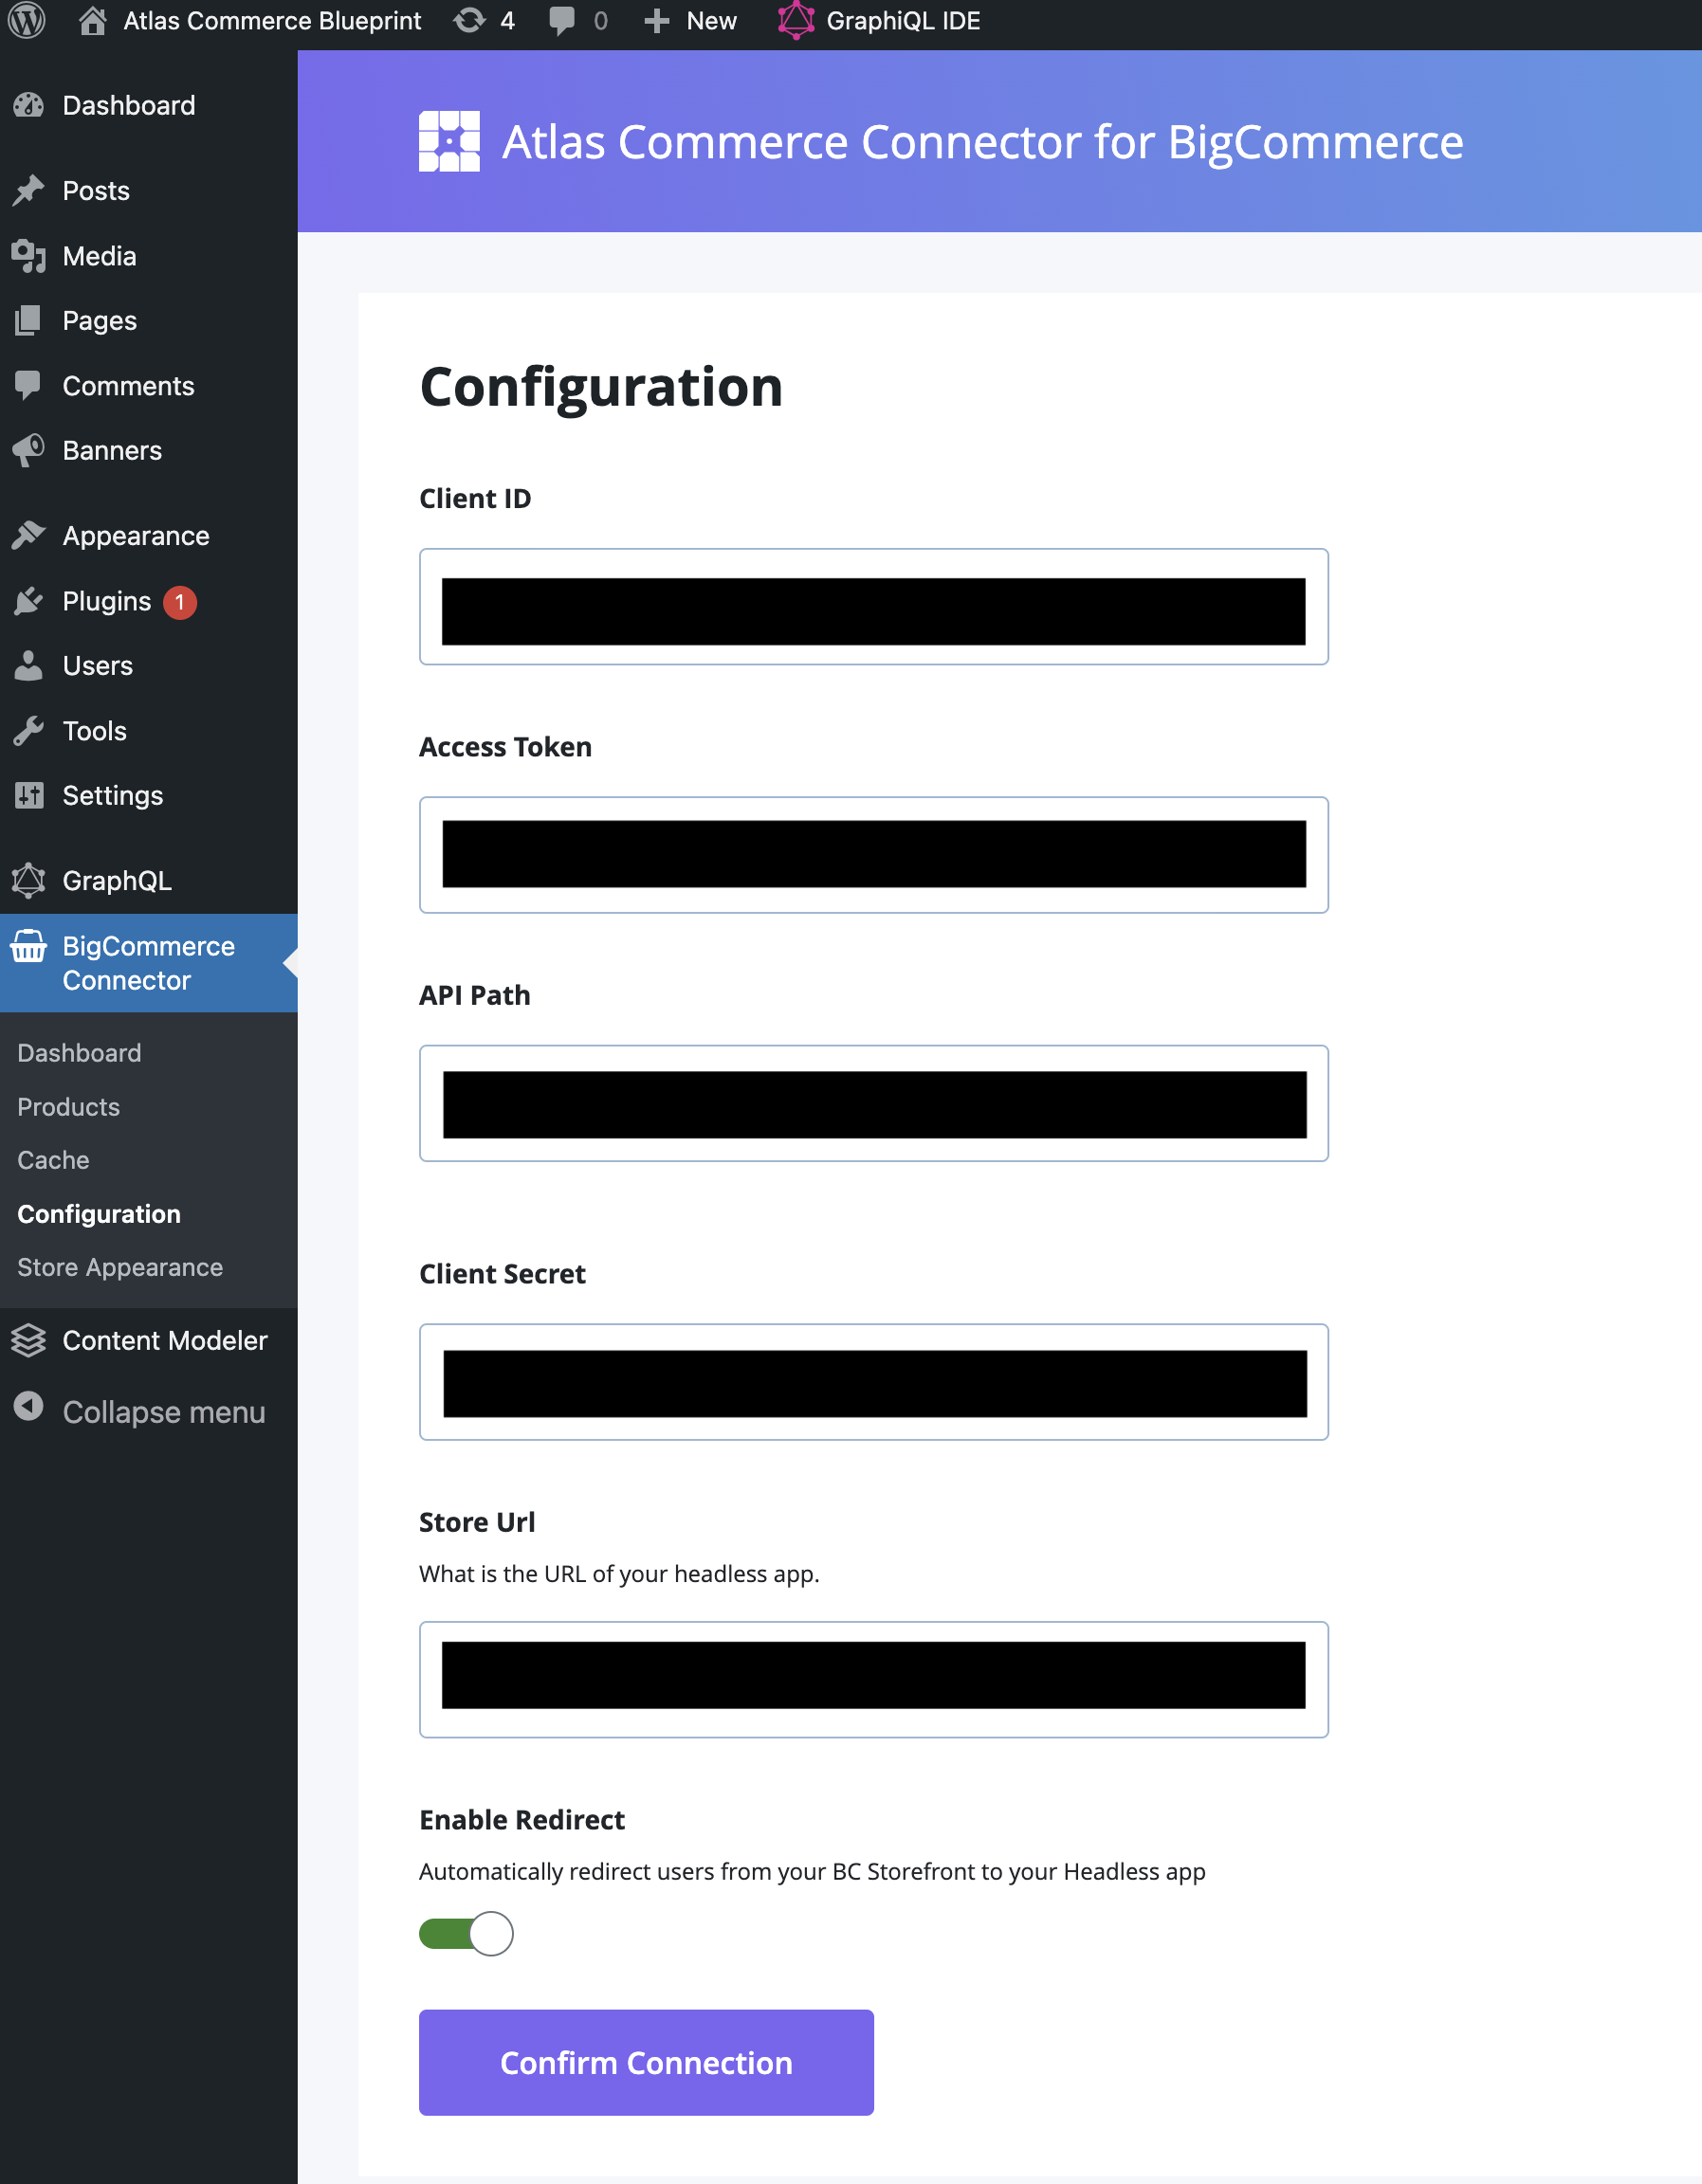 Atlas Commerce Blueprint 4 0 New GraphiQL IDE
Dashboard
Posts
Media
Pages
Comments
Banners
Appearance
Plugins 1
Users
Tools
Settings
GraphQL
BigCommerce
Connector
Dashboard
Products
Cache
Configuration
Store Appearance
Content Modeler
Collapse menu
Atlas Commerce Connector for BigCommerce
Configuration
Client ID
Access Token
API Path
Client Secret
Store Url
What is the URL of your headless app.
Enable Redirect
Automatically redirect users from your BC Storefront to your Headless app
Confirm Connection